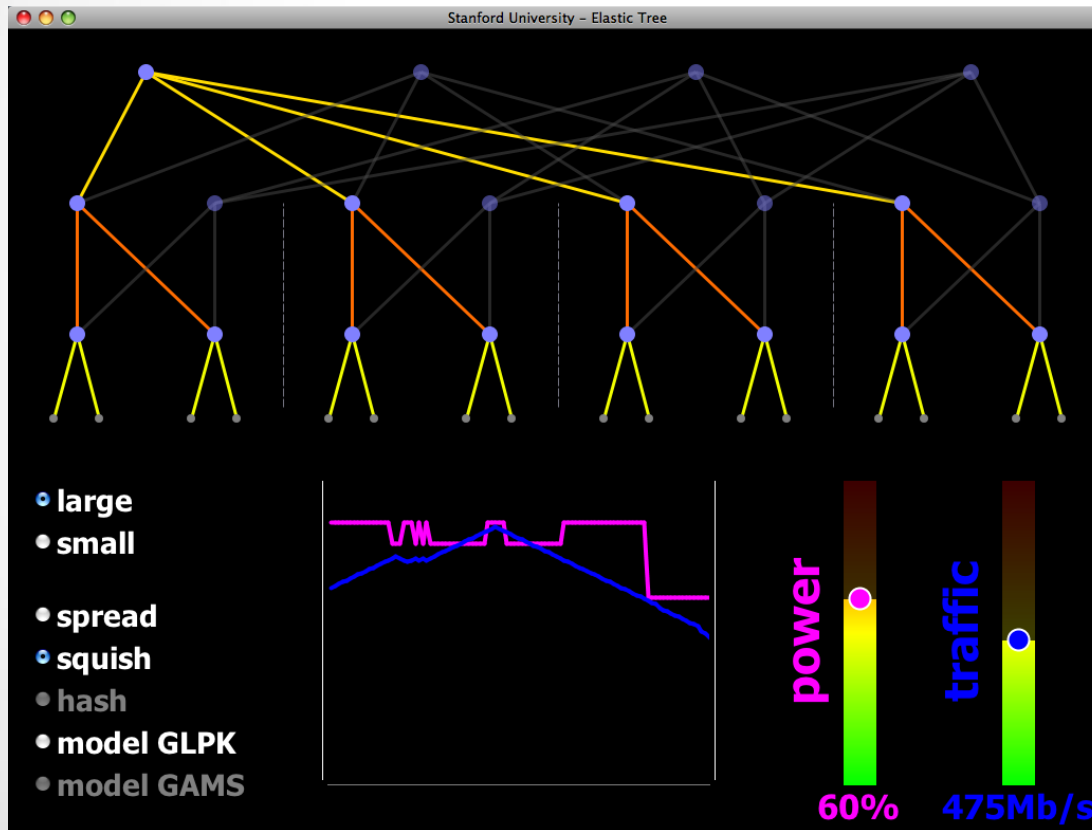 Stanford University – Elastic Tree
large
small
spread
squish
hash
model GLPK
model GAMS
power
60%
traffic
475Mb/s